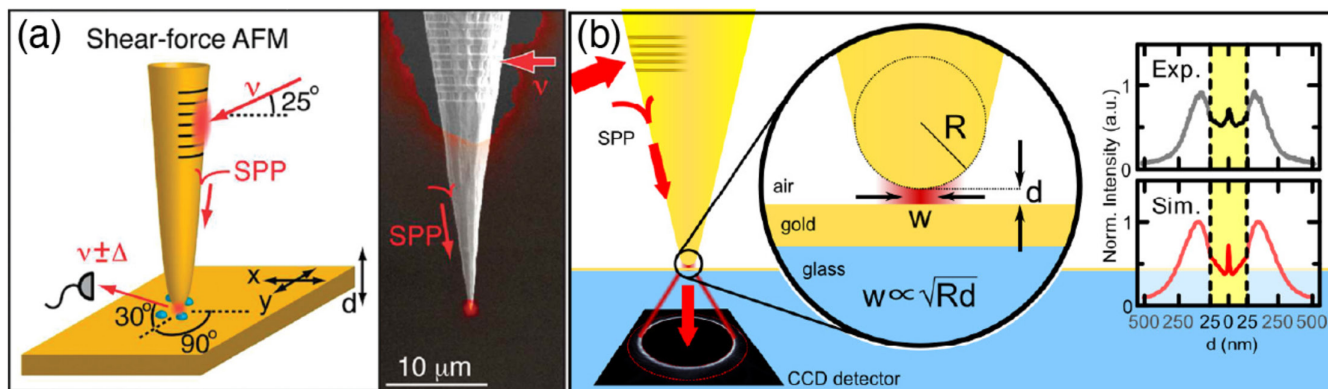 (a)
Shear-force AFM
ν
25°
SPP
ν±Δ
x
y
d
30°
90°
ν
SPP
10 μm
(b)
SPP
R
air
d
w
gold
glass
w ∝ √Rd
CCD detector
Norm. Intensity (a.u.)
Exp.
1
0
Sim.
1
0
500 250 25 0 25 250 500
d (nm)